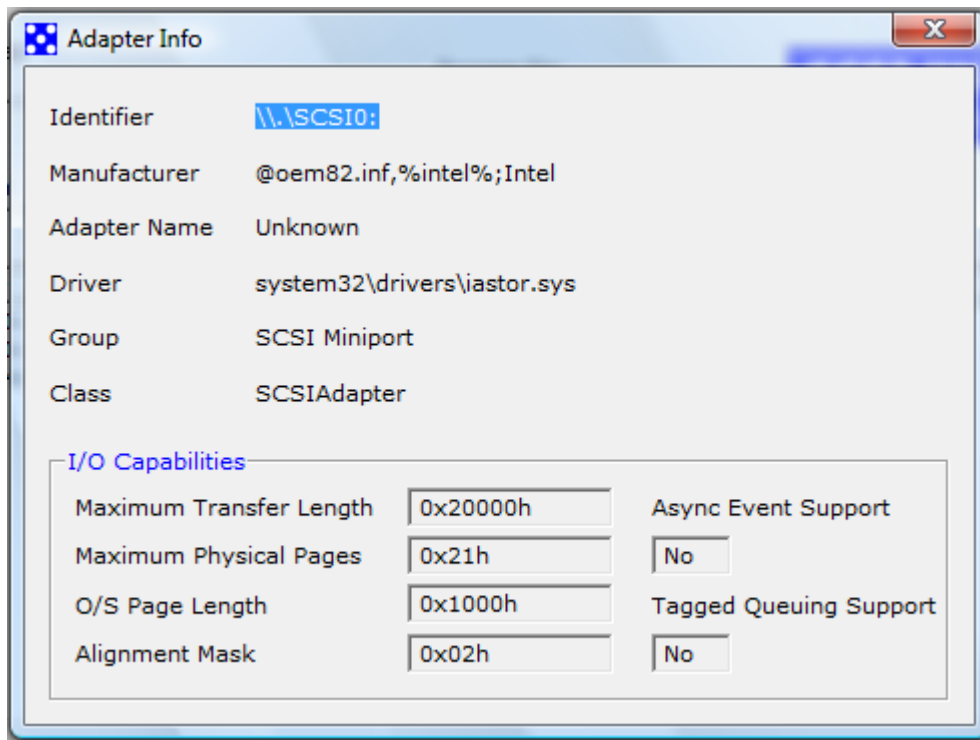 Adapter Info
Identifier \\.\SCSI0:
Manufacturer @oem82.inf,%intel%;Intel
Adapter Name Unknown
Driver system32\drivers\iastor.sys
Group SCSI Miniport
Class SCSIAdapter
I/O Capabilities
Maximum Transfer Length 0x20000h Async Event Support
Maximum Physical Pages 0x21h No
O/S Page Length 0x1000h Tagged Queuing Support
Alignment Mask 0x02h No